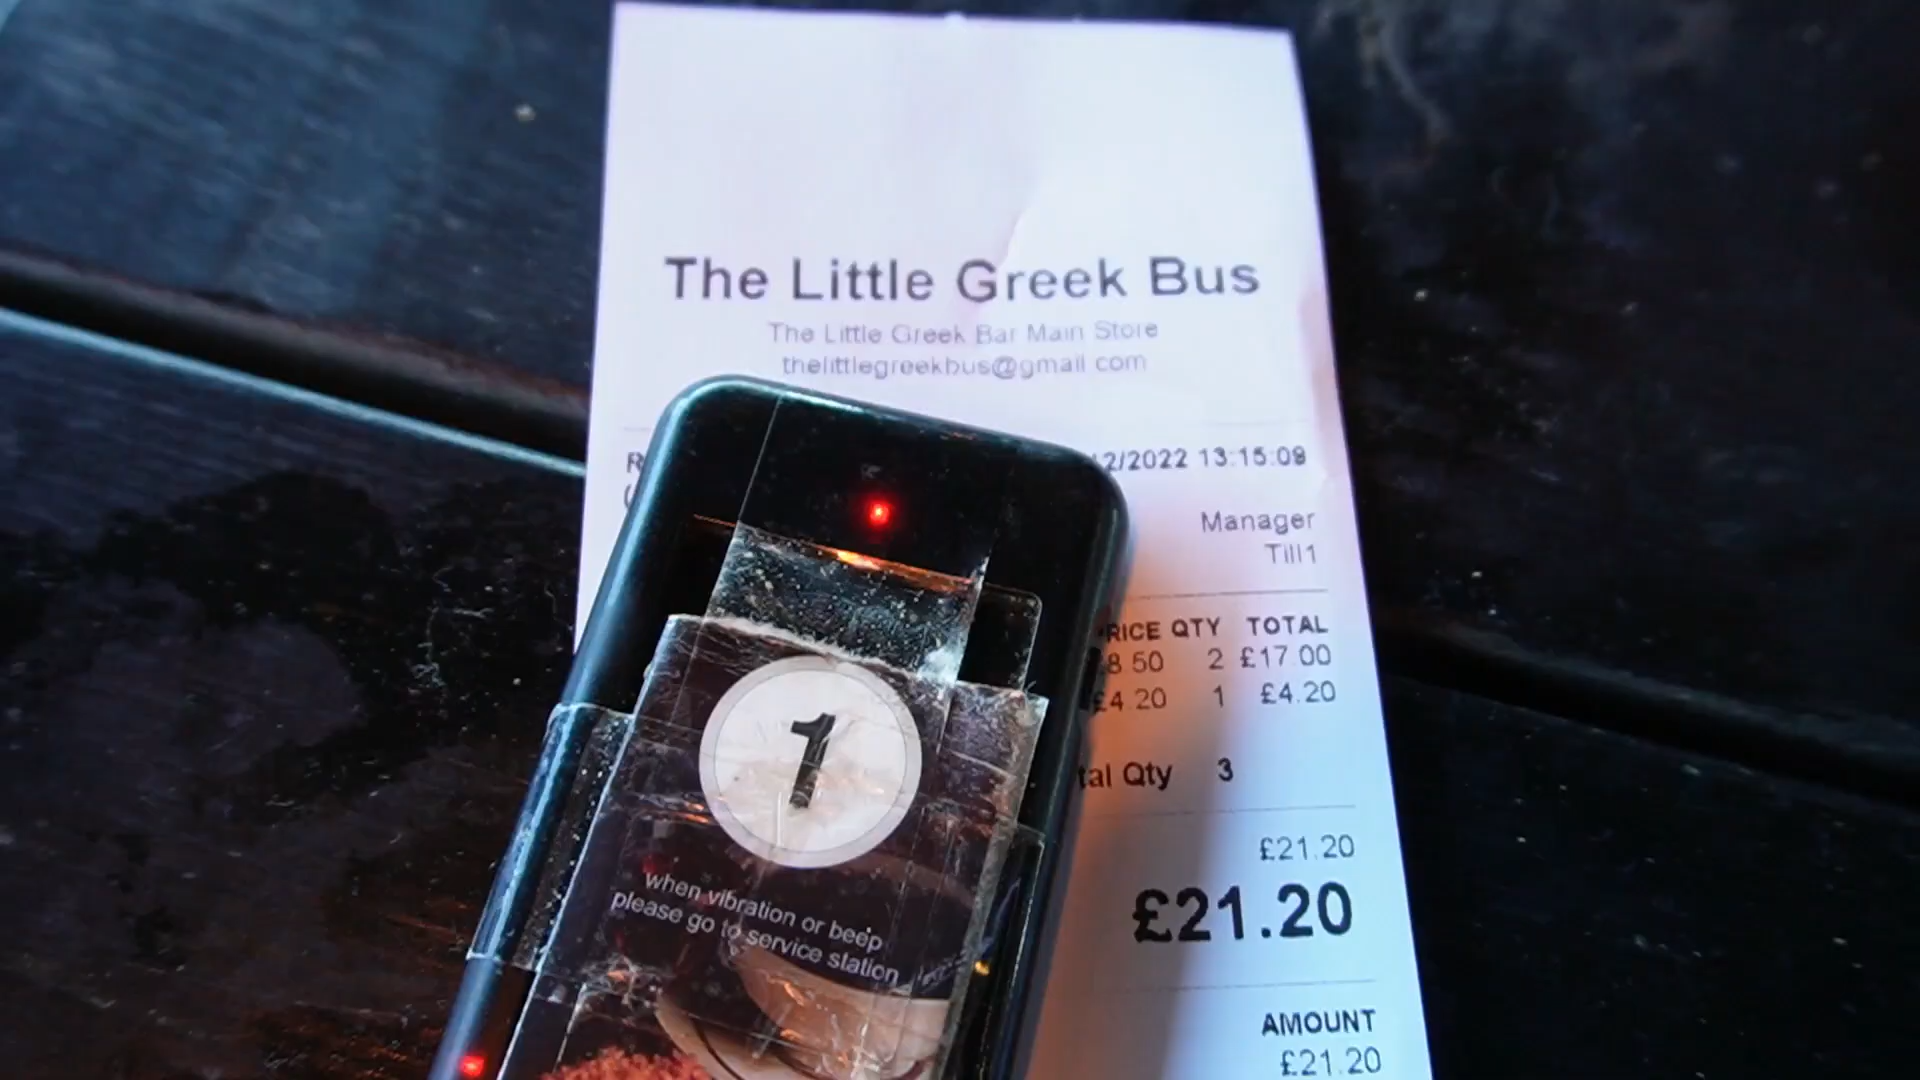 The Little Greek Bus
The Little Greek Bar Main Store
thelittlegreekbus@gmail.com
2/2022 13:15:09
Manager
Till1
RICE QTY TOTAL
8.50 2 £17.00
£4.20 1 £4.20
tal Qty 3
£21.20
£21.20
AMOUNT
£21.20
1
when vibration or beep
please go to service station